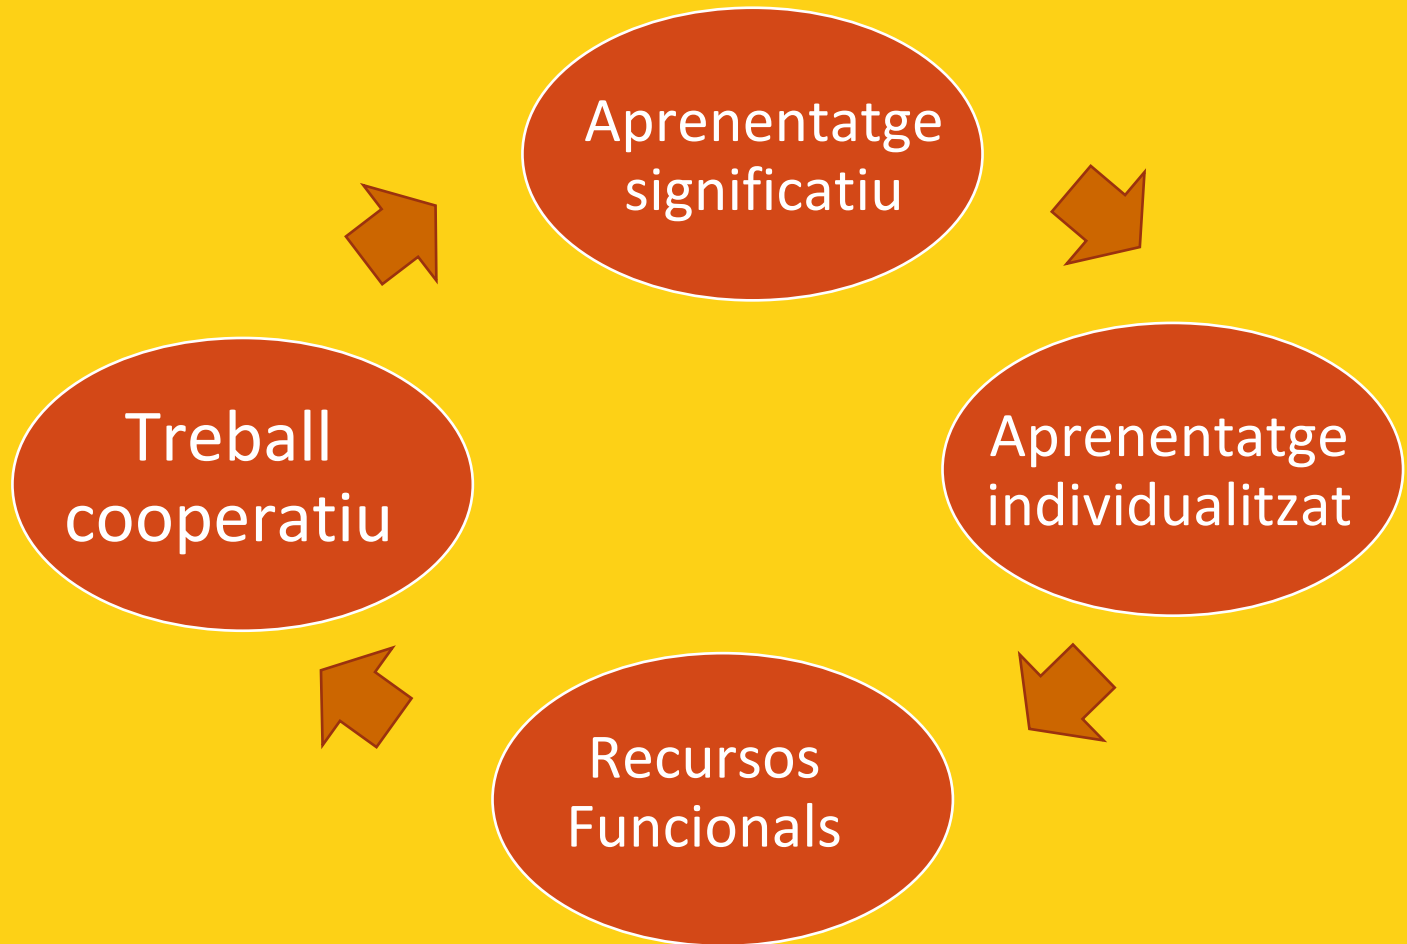 Aprenentatge
significatiu
Aprenentatge
individualitzat
Recursos
Funcionals
Treball
cooperatiu